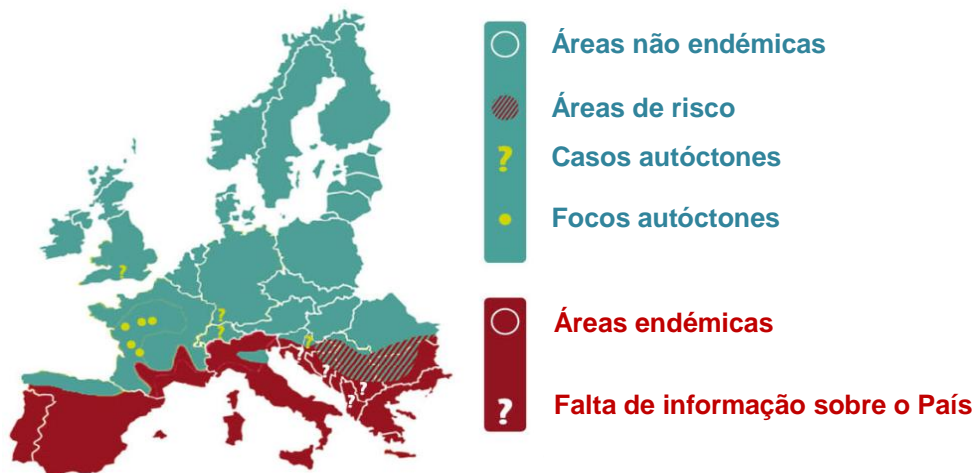 Áreas não endémicas
Áreas de risco
?
Casos autóctones
Focos autóctones
Áreas endémicas
?
Falta de informação sobre o País